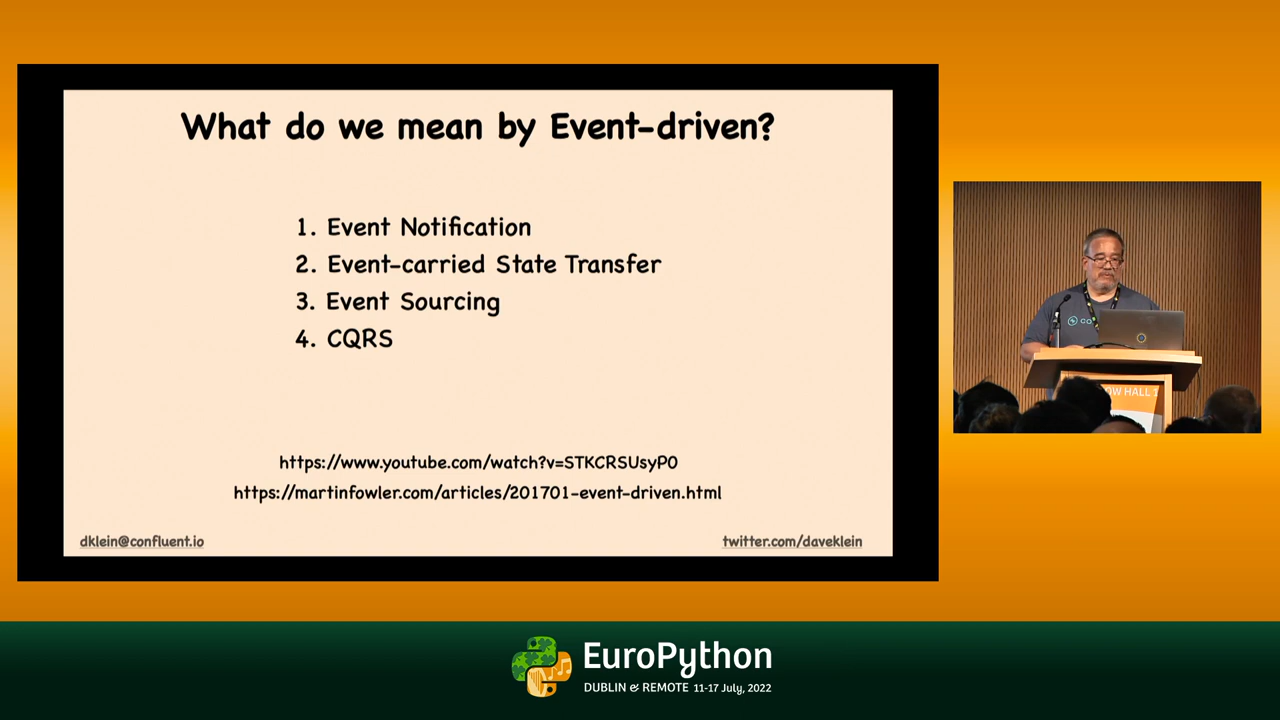 What do we mean by Event-driven?
1. Event Notification
2. Event-carried State Transfer
3. Event Sourcing
4. CQRS
https://www.youtube.com/watch?v=STKCRSUsyP0
https://martinfowler.com/articles/201701-event-driven.html
dklein@confluent.io
twitter.com/daveklein
HALL
EuroPython
DUBLIN & REMOTE 11-17 July, 2022